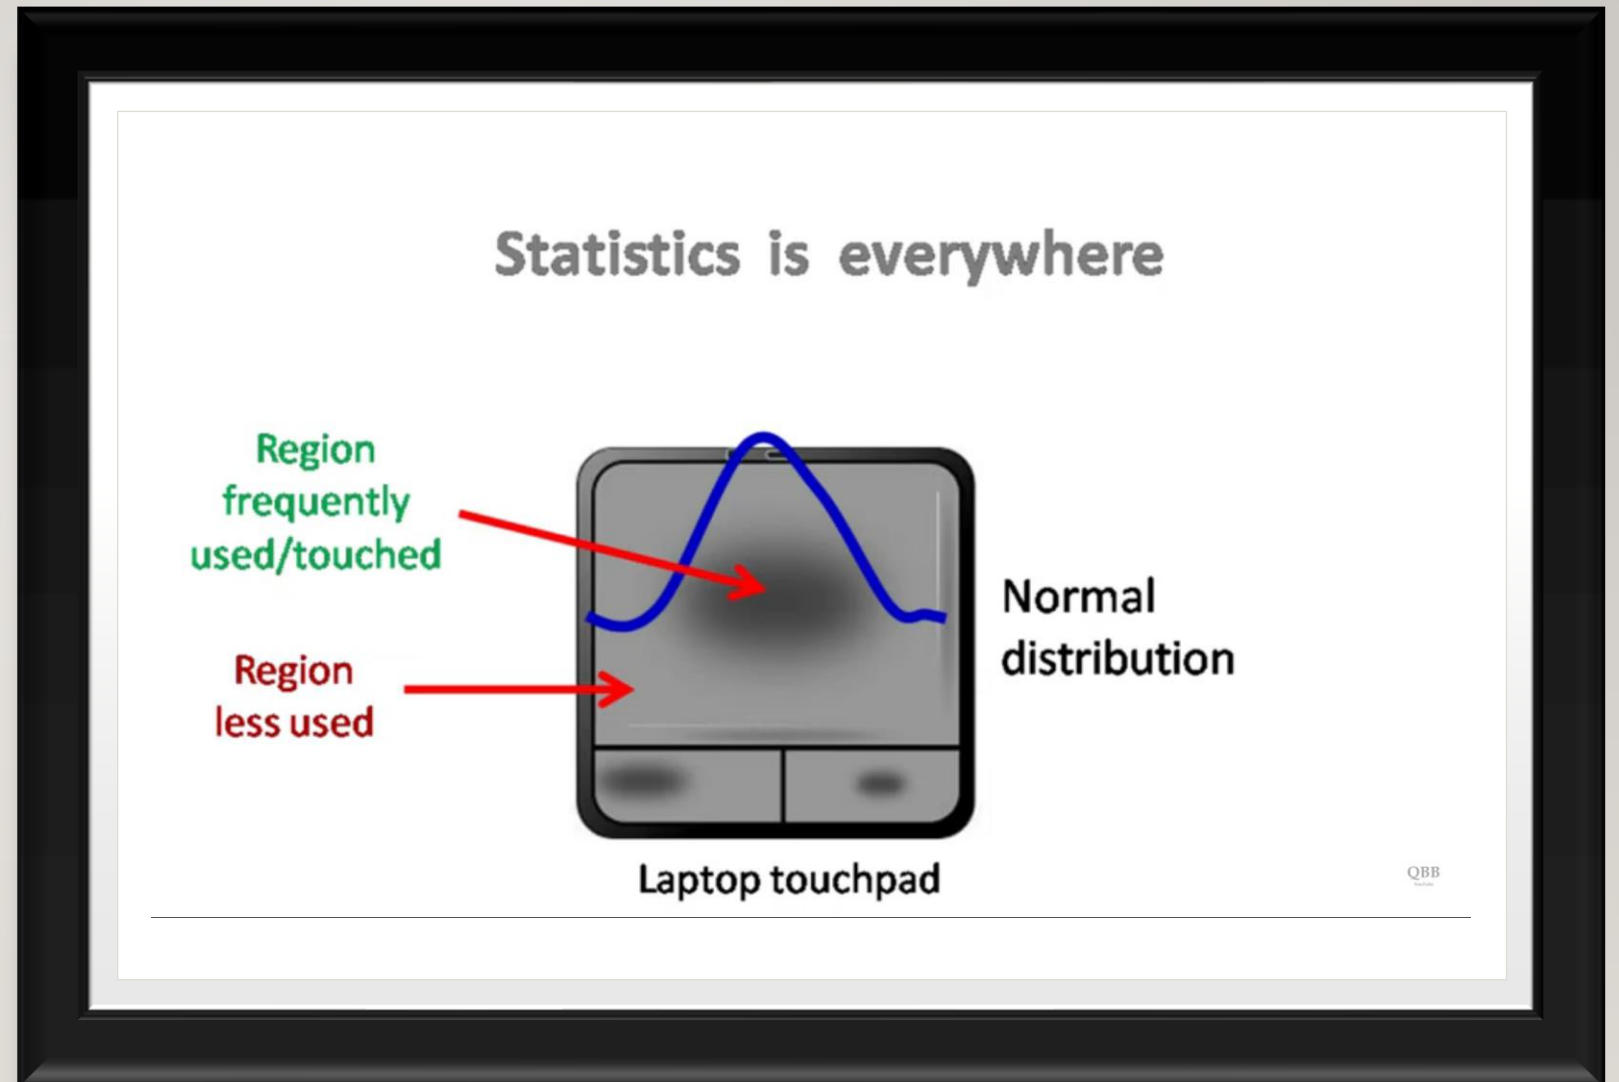 Statistics is everywhere
Region
frequently
used/touched
Region
less used
Normal
distribution
Laptop touchpad
QBB